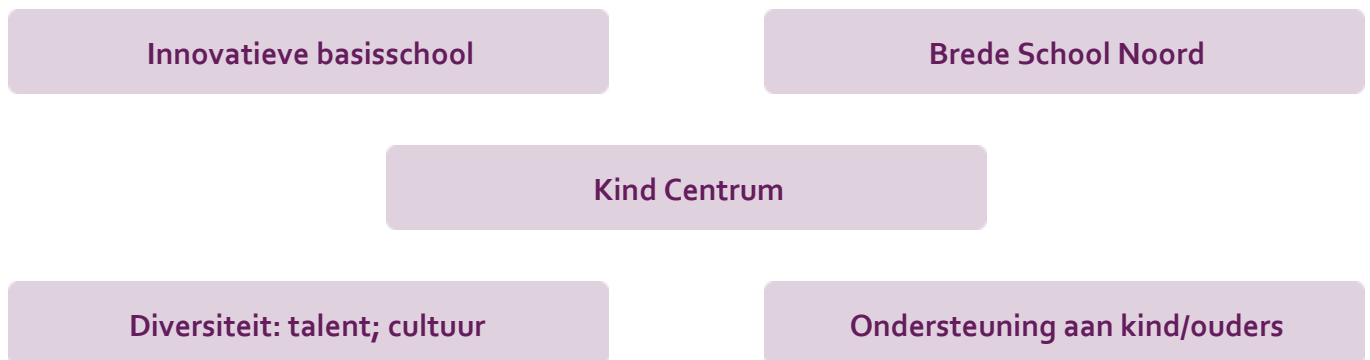 Innovatieve basisschool
Brede School Noord
Kind Centrum
Diversiteit: talent; cultuur
Ondersteuning aan kind/ouders